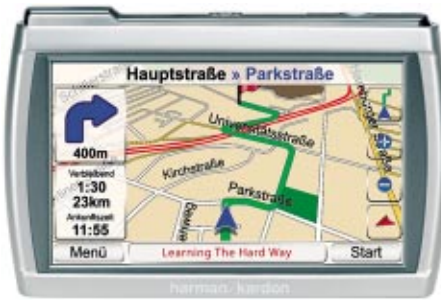 Hauptstraße » Parkstraße
Schillerstraße
400m
Universitätsstraße
Kirchstraße
Verbleibend
1:30
23km
Parkstraße
Ankunftszeit
11:55
Menü
Learning The Hard Way
Start
harman/kardon